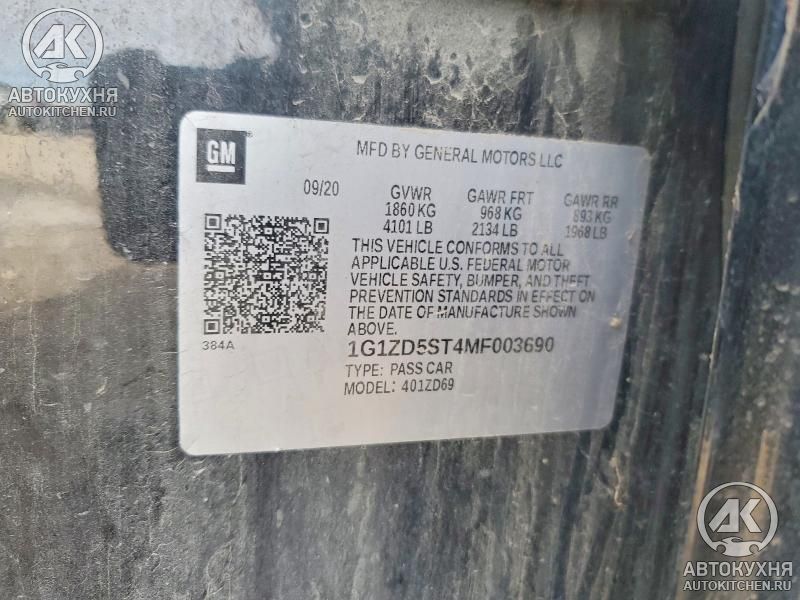 AK
АВТОКУХНЯ
AUTOKITCHEN.RU
GM
MFD BY GENERAL MOTORS LLC
09/20
GVWR GAWR FRT GAWR RR
1860 KG 968 KG 893 KG
4101 LB 2134 LB 1968 LB
THIS VEHICLE CONFORMS TO ALL
APPLICABLE U.S. FEDERAL MOTOR
VEHICLE SAFETY, BUMPER, AND THEFT
PREVENTION STANDARDS IN EFFECT ON
THE DATE OF MANUFACTURE SHOWN
ABOVE.
384A
1G1ZD5ST4MF003690
TYPE: PASS CAR
MODEL: 401ZD69
AK
АВТОКУХНЯ
AUTOKITCHEN.RU